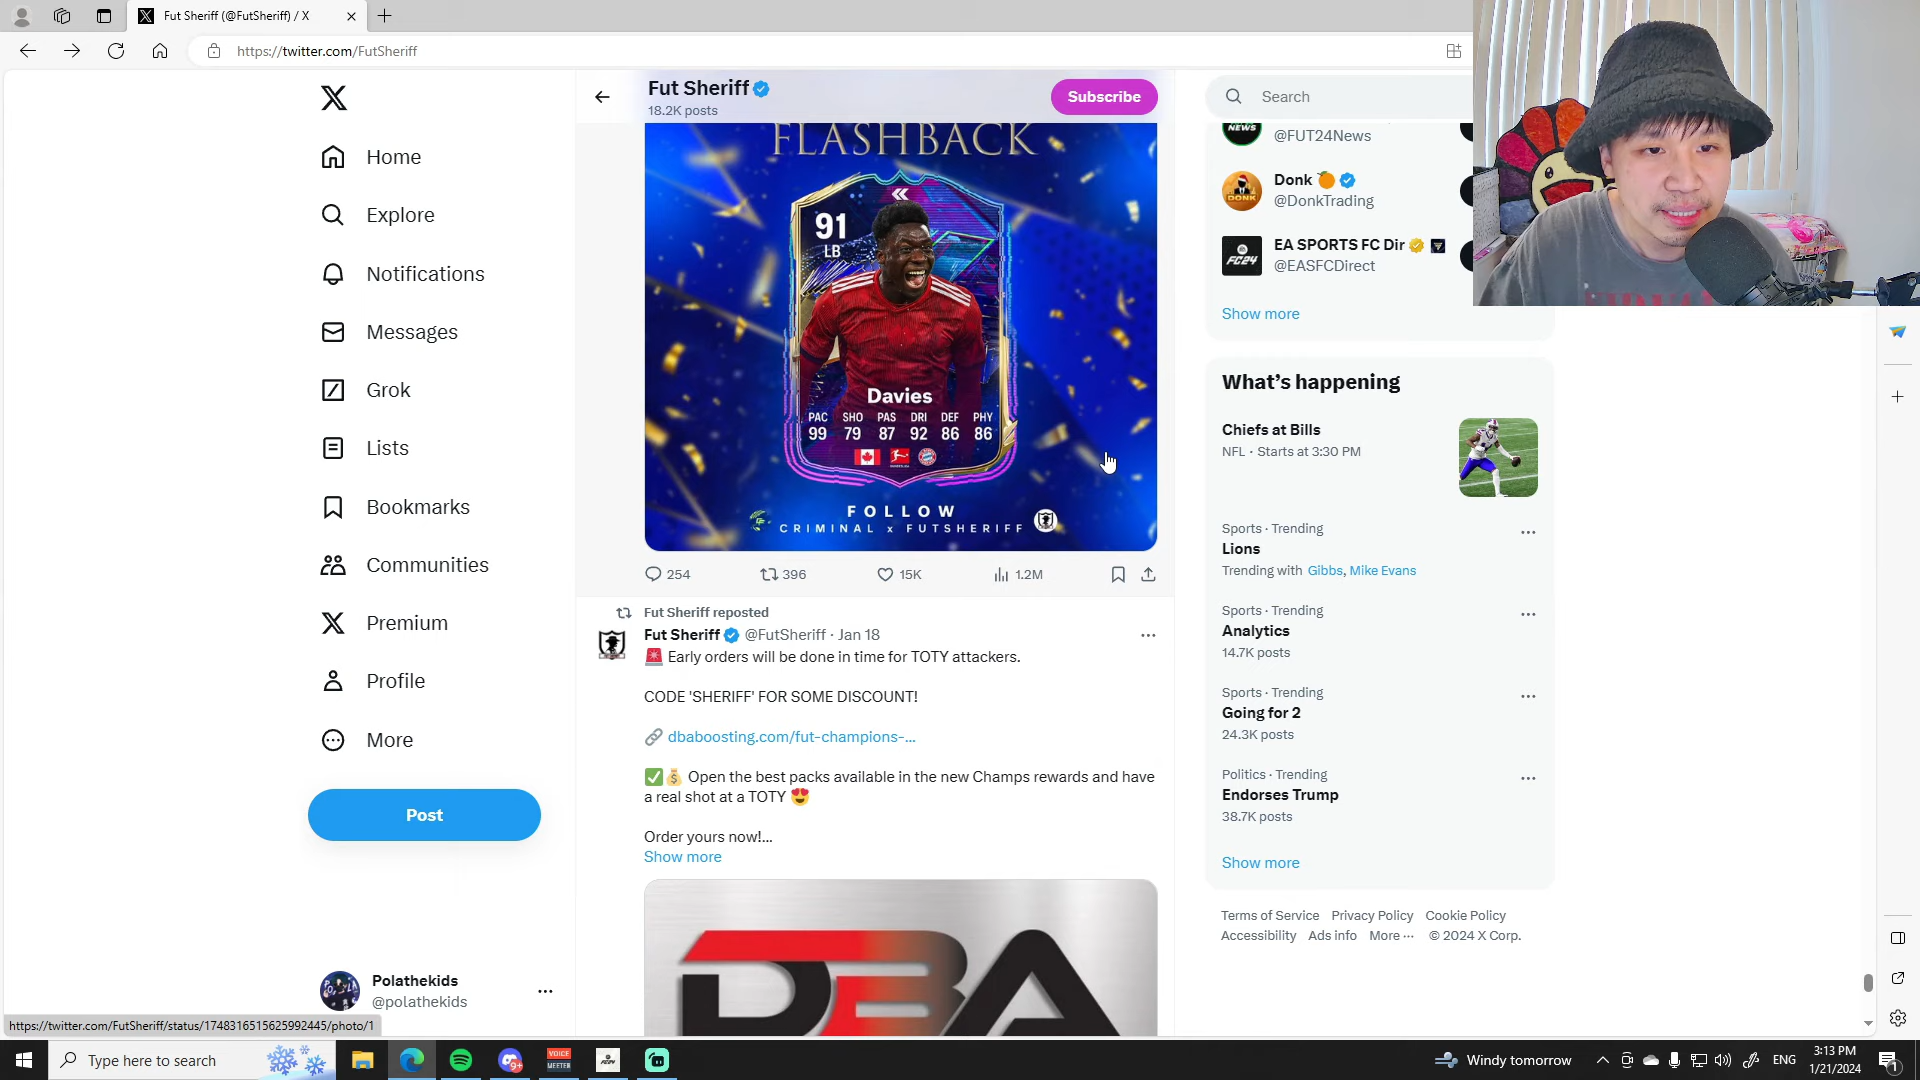 Fut Sheriff (@FutSheriff) / X
https://twitter.com/FutSheriff
Home
Explore
Notifications
Messages
Grok
Lists
Bookmarks
Communities
Premium
Profile
More
Post
Polathekids
@polathekids
https://twitter.com/FutSheriff/status/1748316515625992445/photo/1
Fut Sheriff
18.2K posts
Subscribe
FLASHBACK
91
LB
Davies
PAC SHO PAS DRI DEF PHY
99 79 87 92 86 86
FOLLOW
CRIMINAL x FUTSHERIFF
254 396 15K 1.2M
Fut Sheriff reposted
Fut Sheriff @FutSheriff · Jan 18
🚨 Early orders will be done in time for TOTY attackers.
CODE 'SHERIFF' FOR SOME DISCOUNT!
🔗 dbaboosting.com/fut-champions-...
✅💰 Open the best packs available in the new Champs rewards and have
a real shot at a TOTY 😍
Order yours now!...
Show more
DBA
Search
NEWS
@FUT24News
DONK
Donk 🍊
@DonkTrading
FC24
EA SPORTS FC Dir
@EASFCDirect
Show more
What's happening
Chiefs at Bills
NFL · Starts at 3:30 PM
Sports · Trending
Lions
Trending with Gibbs, Mike Evans
Sports · Trending
Analytics
14.7K posts
Sports · Trending
Going for 2
24.3K posts
Politics · Trending
Endorses Trump
38.7K posts
Show more
Terms of Service Privacy Policy Cookie Policy
Accessibility Ads info More ··· © 2024 X Corp.
Type here to search
9+
VOICE
MEETER
Windy tomorrow
ENG
3:13 PM
1/21/2024
1